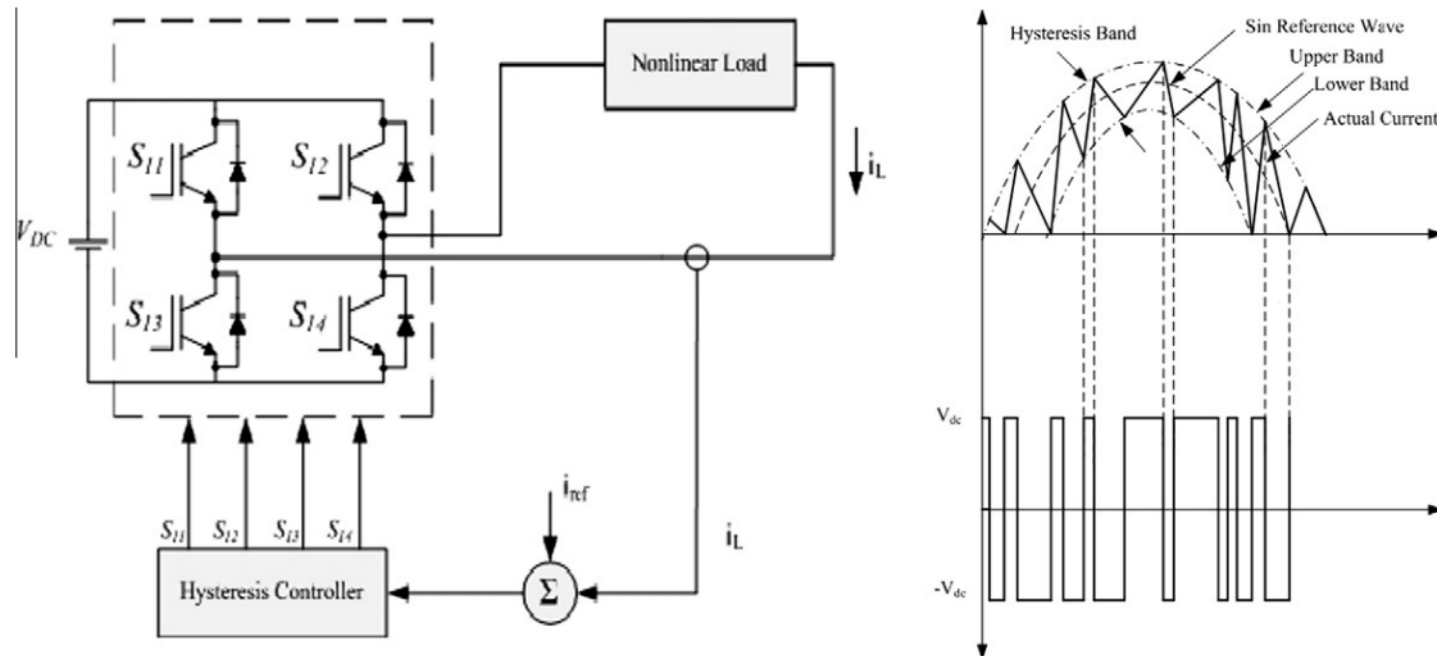 Nonlinear Load
S11
S12
iL
VDC
S13
S14
S11 S12 S13 S14
iref
iL
Hysteresis Controller
Σ
Hysteresis Band
Sin Reference Wave
Upper Band
Lower Band
Actual Current
Vdc
-Vdc